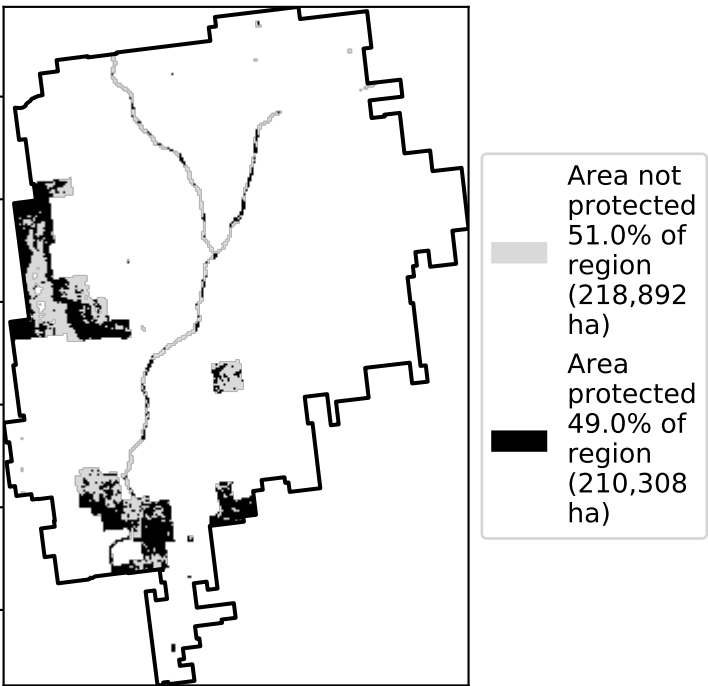 Area not
protected
51.0% of
region
(218,892
ha)
Area
protected
49.0% of
region
(210,308
ha)